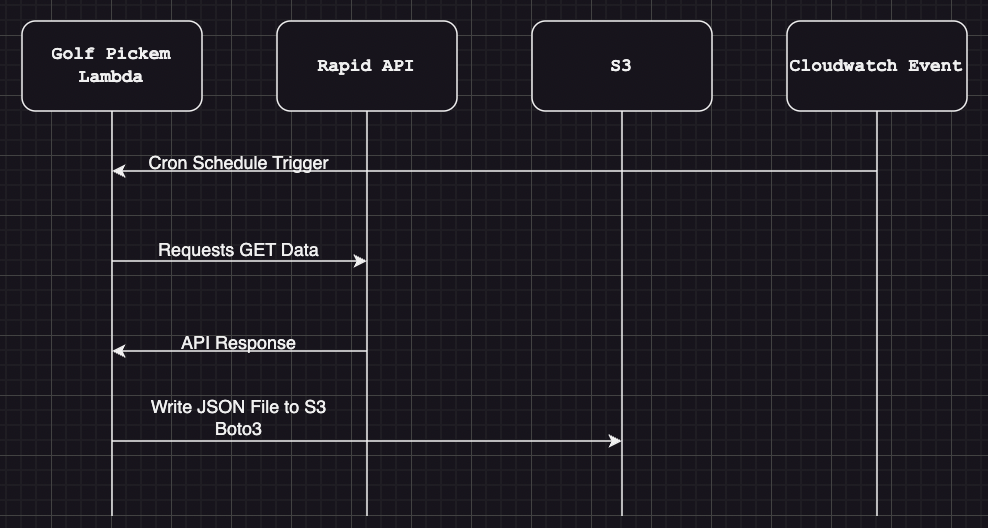 Golf Pickem
Lambda
Rapid API
S3
Cloudwatch Event
Cron Schedule Trigger
Requests GET Data
API Response
Write JSON File to S3
Boto3